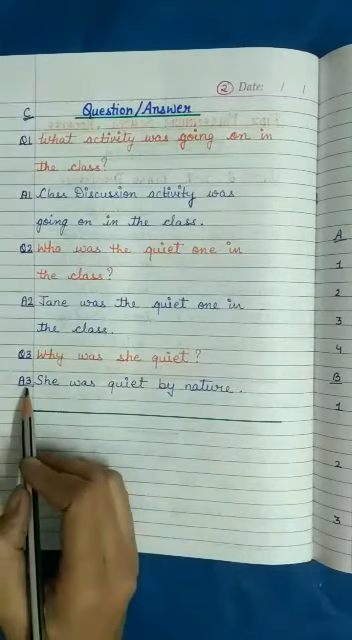 2 Date: / /
C Question/Answer
Q1 What activity was going on in
the class?
A1 Class Discussion activity was
going on in the class.
Q2 Who was the quiet one in
the class?
A2 Jane was the quiet one in
the class.
Q3 Why was she quiet?
A3 She was quiet by nature.
A
1
2
3
4
B
1
2
3